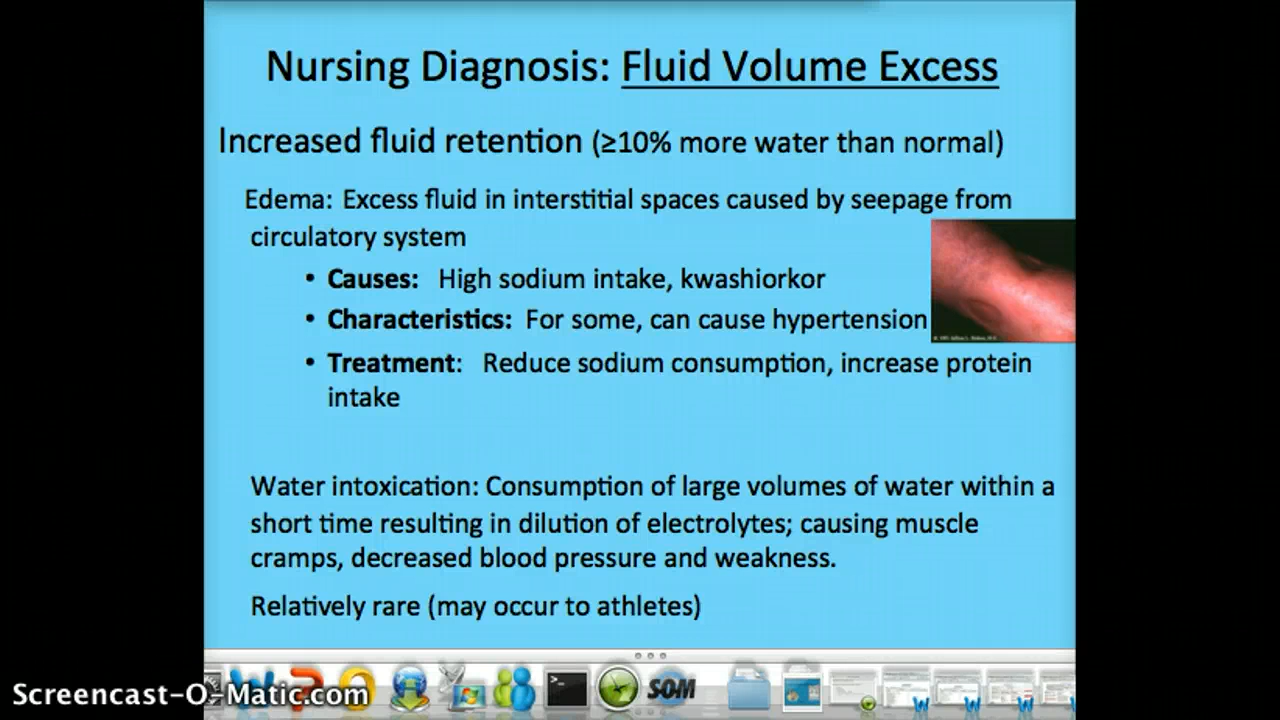 Nursing Diagnosis: Fluid Volume Excess
Increased fluid retention (≥10% more water than normal)
Edema: Excess fluid in interstitial spaces caused by seepage from
circulatory system
• Causes: High sodium intake, kwashiorkor
• Characteristics: For some, can cause hypertension
• Treatment: Reduce sodium consumption, increase protein
intake
Water intoxication: Consumption of large volumes of water within a
short time resulting in dilution of electrolytes; causing muscle
cramps, decreased blood pressure and weakness.
Relatively rare (may occur to athletes)
SOM
Screencast-O-Matic.com